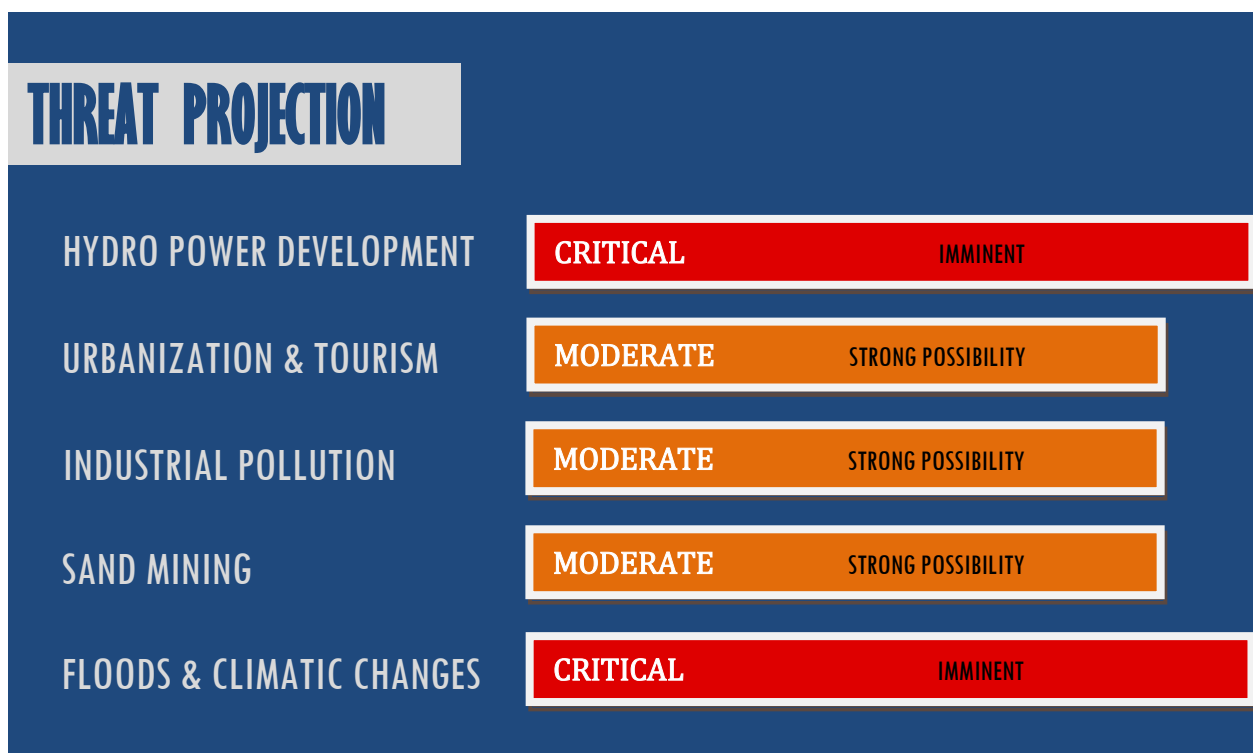 THREAT PROJECTION
HYDRO POWER DEVELOPMENT CRITICAL IMMINENT
URBANIZATION & TOURISM MODERATE STRONG POSSIBILITY
INDUSTRIAL POLLUTION MODERATE STRONG POSSIBILITY
SAND MINING MODERATE STRONG POSSIBILITY
FLOODS & CLIMATIC CHANGES CRITICAL IMMINENT